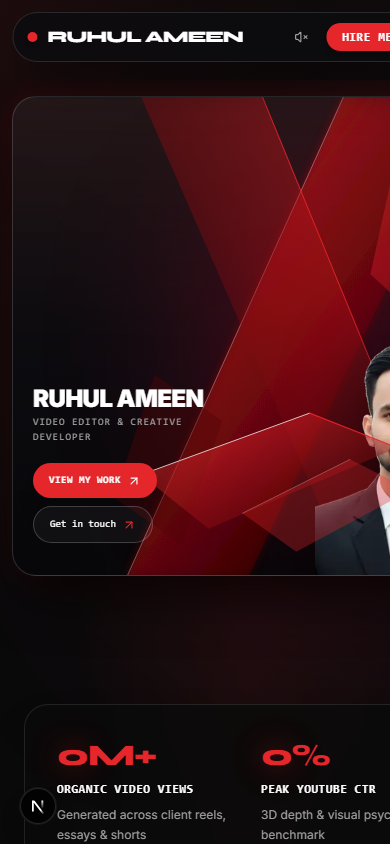 RUHUL AMEEN
HIRE ME
RUHUL AMEEN
VIDEO EDITOR & CREATIVE
DEVELOPER
VIEW MY WORK
Get in touch
0M+
0%
ORGANIC VIDEO VIEWS
PEAK YOUTUBE CTR
Generated across client reels,
essays & shorts
3D depth & visual psyc
benchmark
N